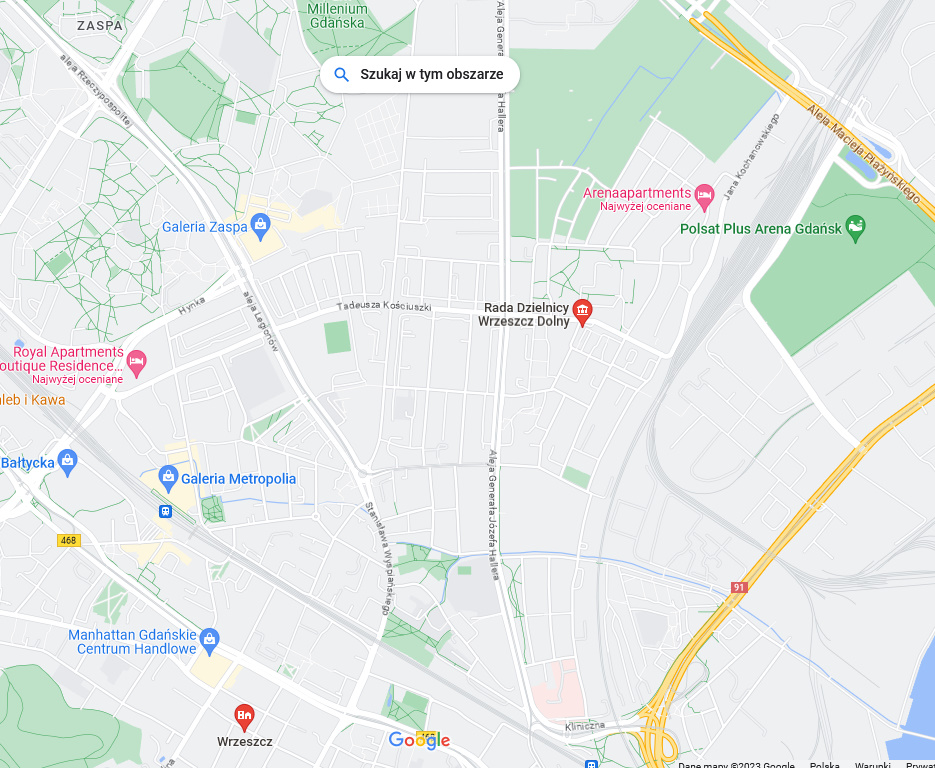 Millenium
Gdańska
ZASPA
Szukaj w tym obszarze
aleja Rzeczypospolitej
Aleja Generała
Hallera
Aleja Macieja Płażyńskiego
Jana Kochanowskiego
Arenaapartments
Najwyżej oceniane
Galeria Zaspa
Polsat Plus Arena Gdańsk
Hynka
aleja Legionów
Tadeusza Kościuszki
Rada Dzielnicy
Wrzeszcz Dolny
Royal Apartments
outique Residence...
Najwyżej oceniane
hleb i Kawa
Bałtycka
Galeria Metropolia
Aleja Generała Józefa Hallera
Stanisława Wyspiańskiego
468
91
Manhattan Gdańskie
Centrum Handlowe
Wrzeszcz
Kliniczna
Google
Dane mapy ©2023 Google
Polska
Warunki
Prywat